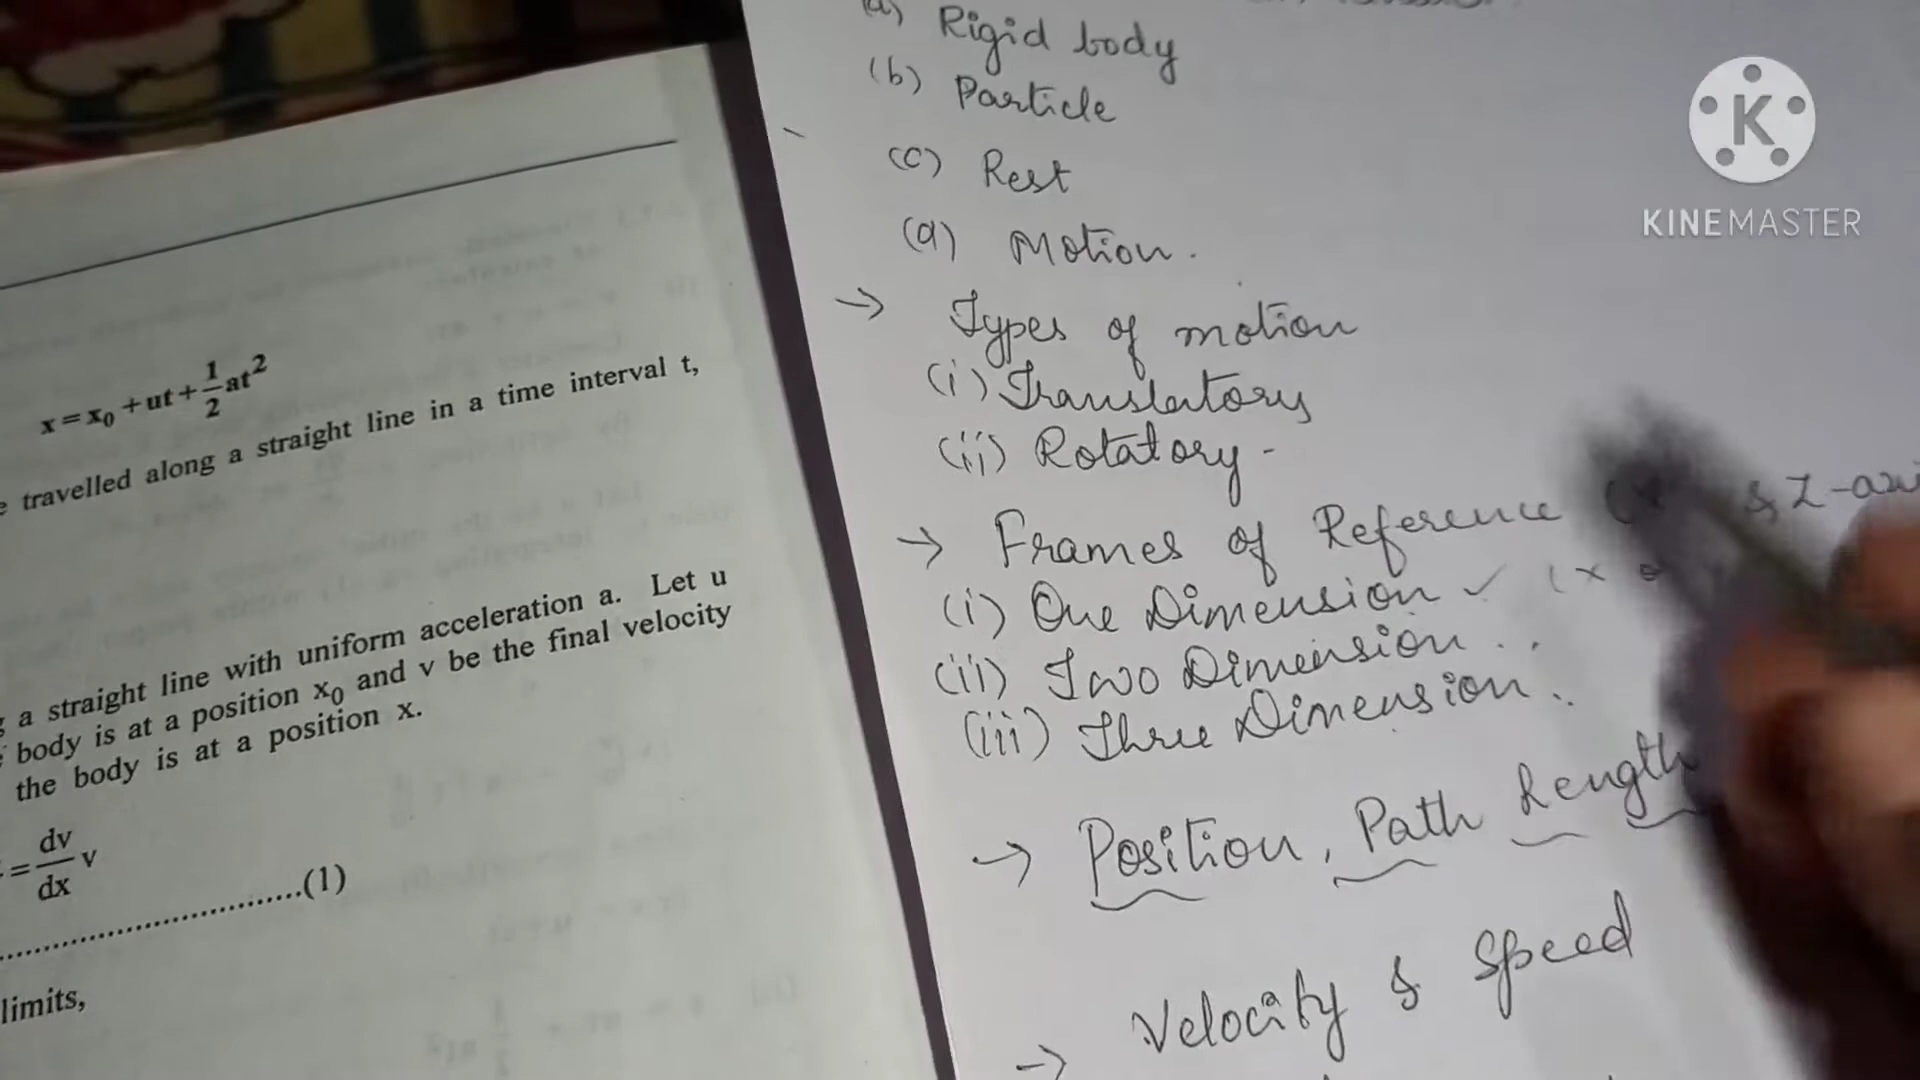 x = x₀ + ut + 1/2 at²
travelled along a straight line in a time interval t,
a straight line with uniform acceleration a. Let u
body is at a position x₀ and v be the final velocity
the body is at a position x.
= dv/dx v
..............................(1)
limits,
(a) Rigid body
(b) Particle
(c) Rest
(d) Motion.
→ Types of motion
(i) Translatory
(ii) Rotatory -
→ Frames of Reference & Z-axi
(i) One Dimension ✓ (x
(ii) Two Dimension . .
(iii) Three Dimension .
→ Position, Path Length
Velocity & Speed
→
K
KINEMASTER